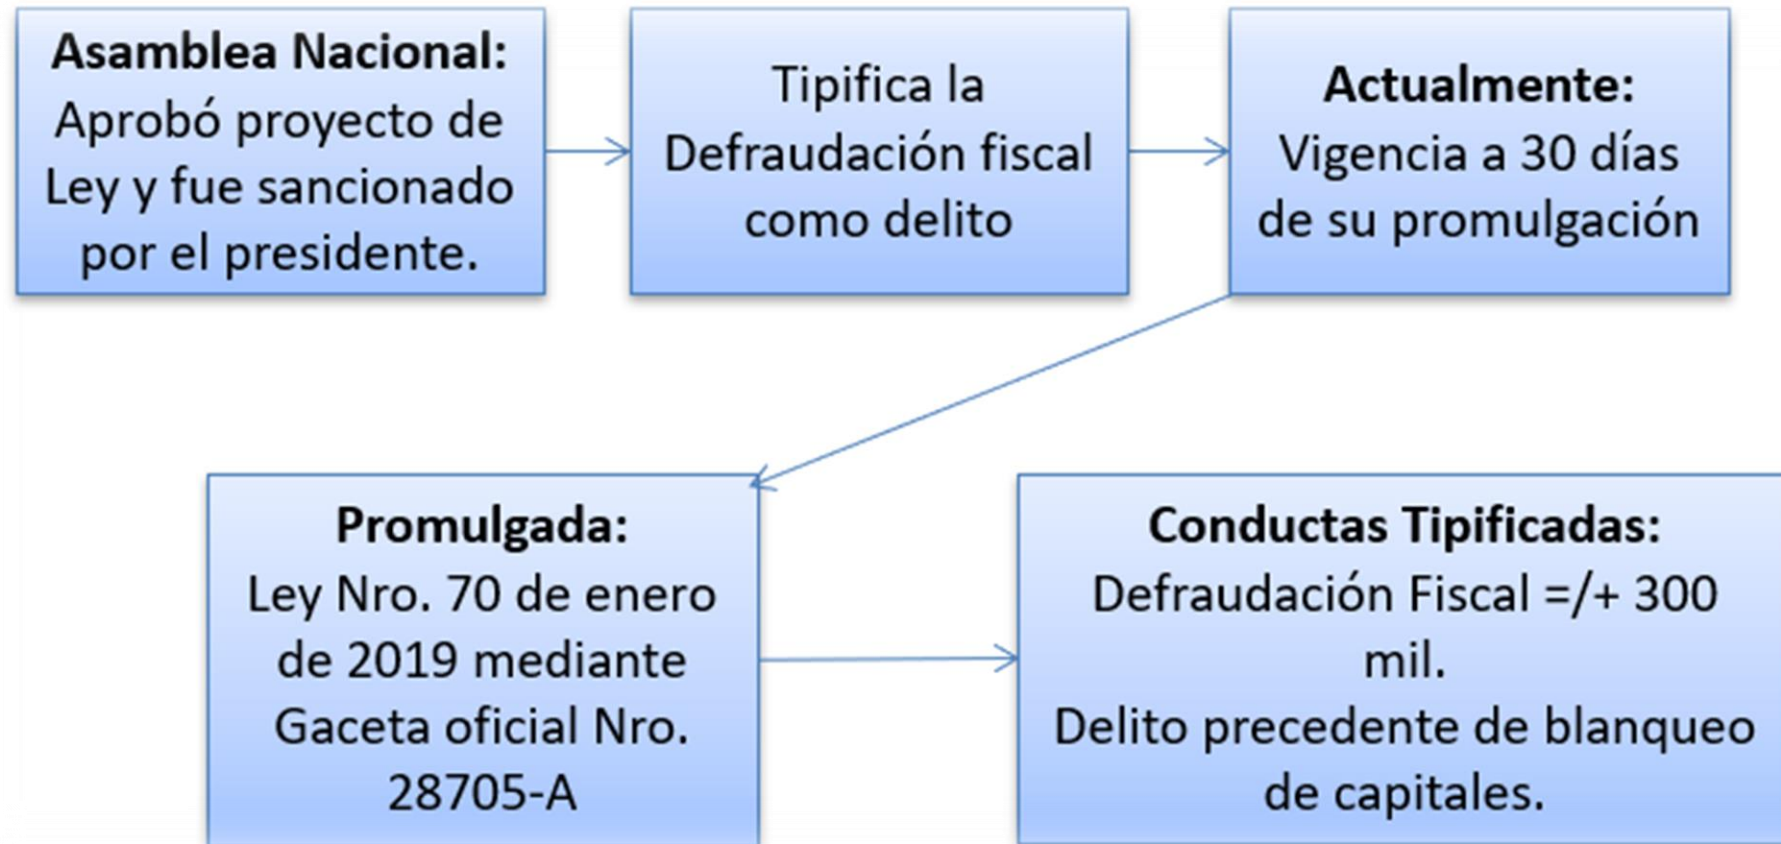 Asamblea Nacional:
Aprobó proyecto de
Ley y fue sancionado
por el presidente.
Tipifica la
Defraudación fiscal
como delito
Actualmente:
Vigencia a 30 días
de su promulgación
Promulgada:
Ley Nro. 70 de enero
de 2019 mediante
Gaceta oficial Nro.
28705-A
Conductas Tipificadas:
Defraudación Fiscal =/+ 300
mil.
Delito precedente de blanqueo
de capitales.